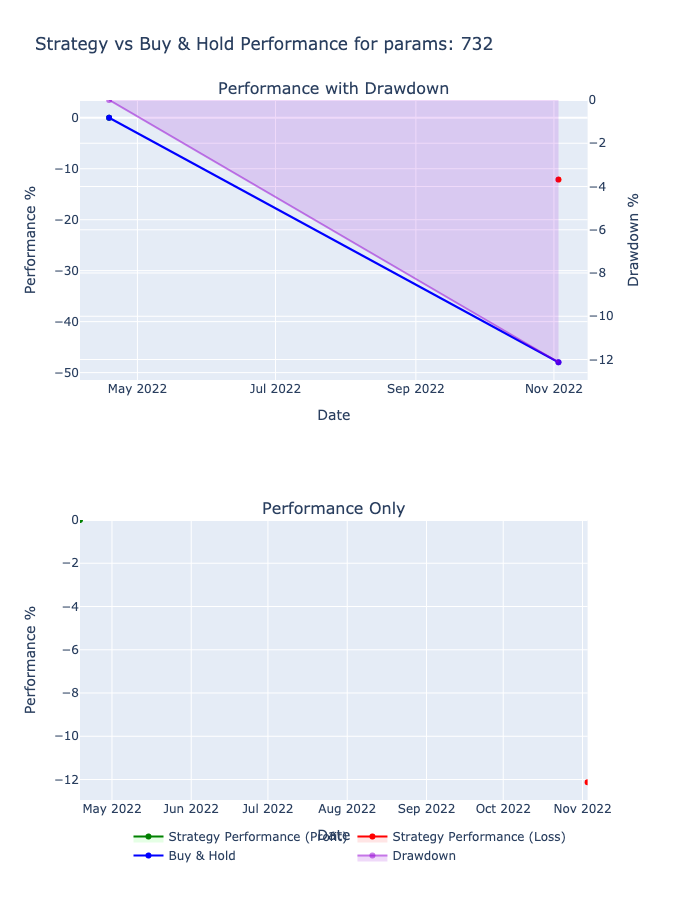 Strategy vs Buy & Hold Performance for params: 732
Performance with Drawdown
0
−10
−20
−30
−40
−50
Performance %
0
−2
−4
−6
−8
−10
−12
Drawdown %
May 2022 Jul 2022 Sep 2022 Nov 2022
Date
Performance Only
0
−2
−4
−6
−8
−10
−12
Performance %
May 2022 Jun 2022 Jul 2022 Aug 2022 Sep 2022 Oct 2022 Nov 2022
Date
Strategy Performance (Profit) Strategy Performance (Loss)
Buy & Hold Drawdown